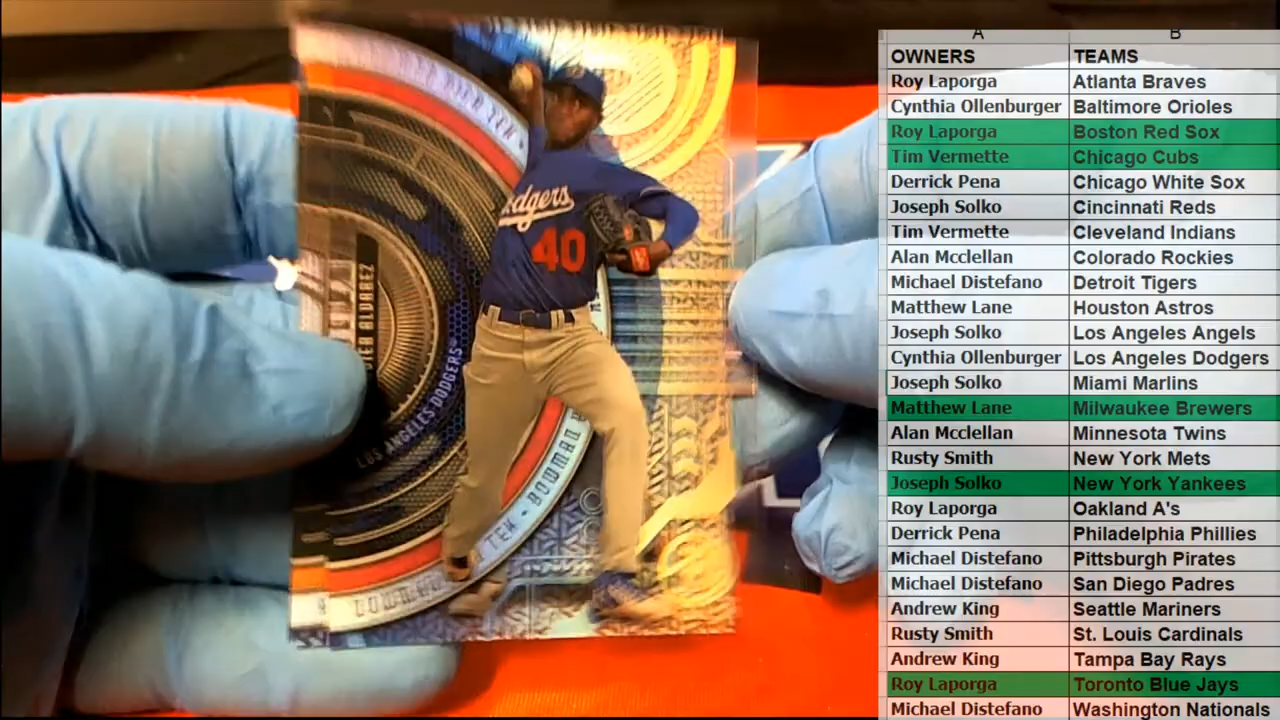 Dodgers
40
DIER ALVAREZ
LOS ANGELES DODGERS
TEK • BOWMAN
A B
OWNERS TEAMS
Roy Laporga Atlanta Braves
Cynthia Ollenburger Baltimore Orioles
Roy Laporga Boston Red Sox
Tim Vermette Chicago Cubs
Derrick Pena Chicago White Sox
Joseph Solko Cincinnati Reds
Tim Vermette Cleveland Indians
Alan Mcclellan Colorado Rockies
Michael Distefano Detroit Tigers
Matthew Lane Houston Astros
Joseph Solko Los Angeles Angels
Cynthia Ollenburger Los Angeles Dodgers
Joseph Solko Miami Marlins
Matthew Lane Milwaukee Brewers
Alan Mcclellan Minnesota Twins
Rusty Smith New York Mets
Joseph Solko New York Yankees
Roy Laporga Oakland A's
Derrick Pena Philadelphia Phillies
Michael Distefano Pittsburgh Pirates
Michael Distefano San Diego Padres
Andrew King Seattle Mariners
Rusty Smith St. Louis Cardinals
Andrew King Tampa Bay Rays
Roy Laporga Toronto Blue Jays
Michael Distefano Washington Nationals